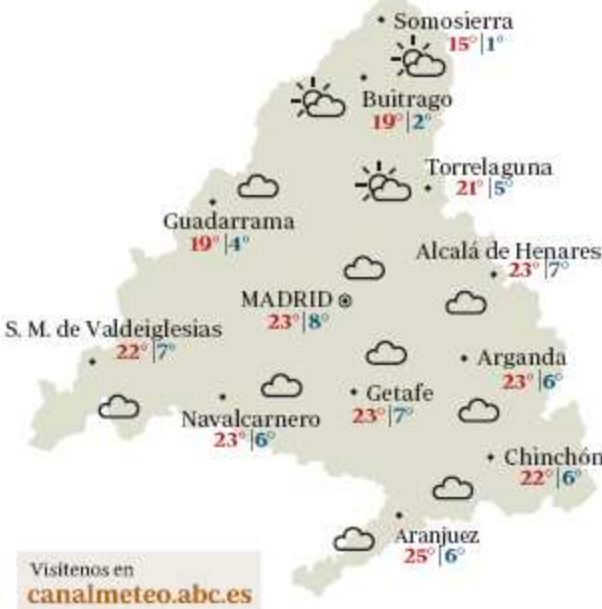 Somosierra
15°|1°
Buitrago
19°|2°
Torrelaguna
21°|5°
Guadarrama
19°|4°
Alcalá de Henares
23°|7°
MADRID
23°|8°
S. M. de Valdeiglesias
22°|7°
Arganda
23°|6°
Getafe
23°|7°
Navalcarnero
23°|6°
Chinchón
22°|6°
Aranjuez
25°|6°
Visítenos en
canalmeteo.abc.es